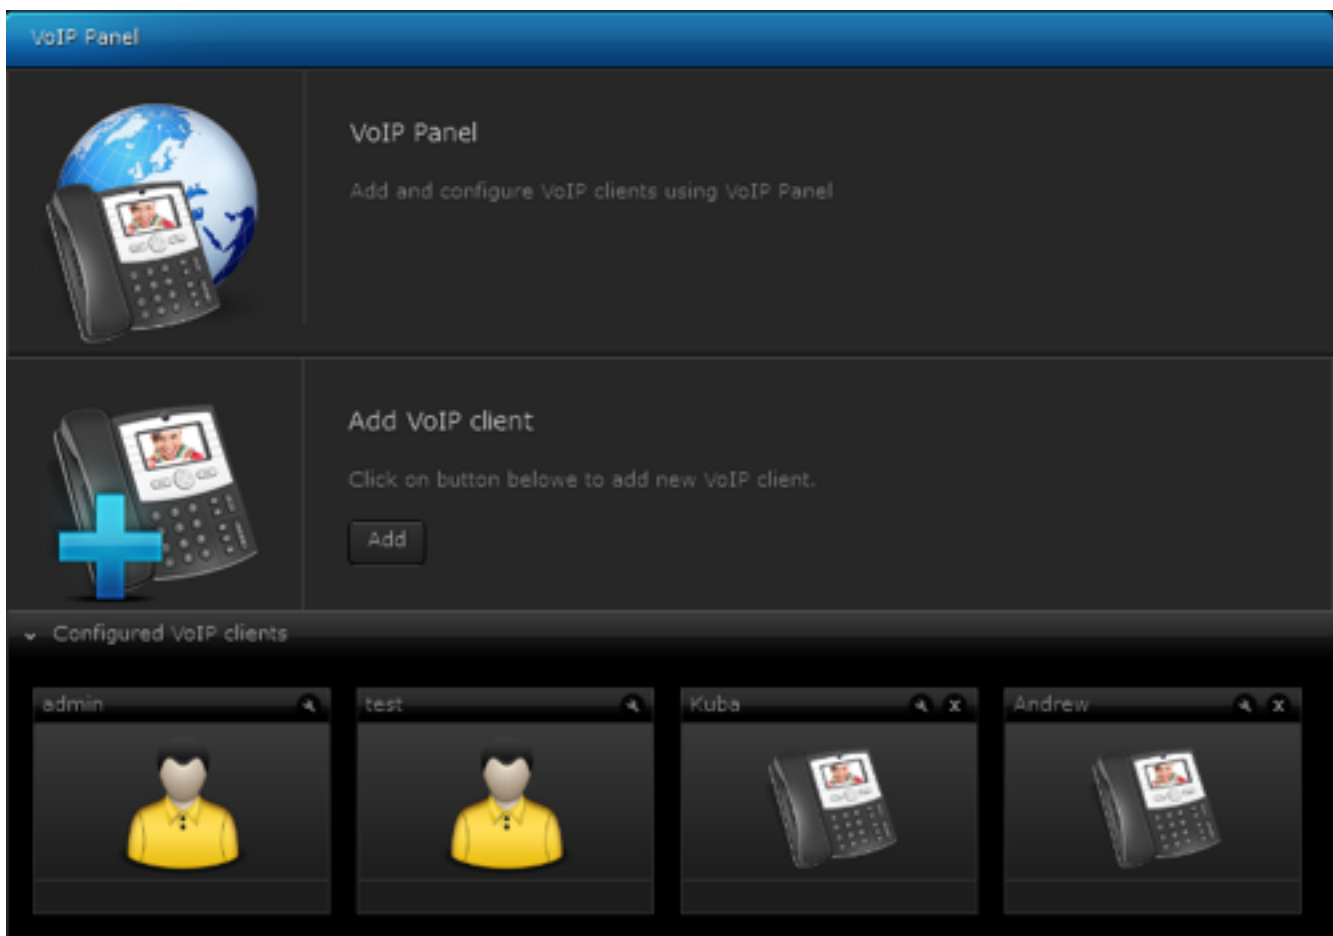 VoIP Panel
VoIP Panel
Add and configure VoIP clients using VoIP Panel
Add VoIP client
Click on button belowe to add new VoIP client.
Add
Configured VoIP clients
admin
test
Kuba
Andrew